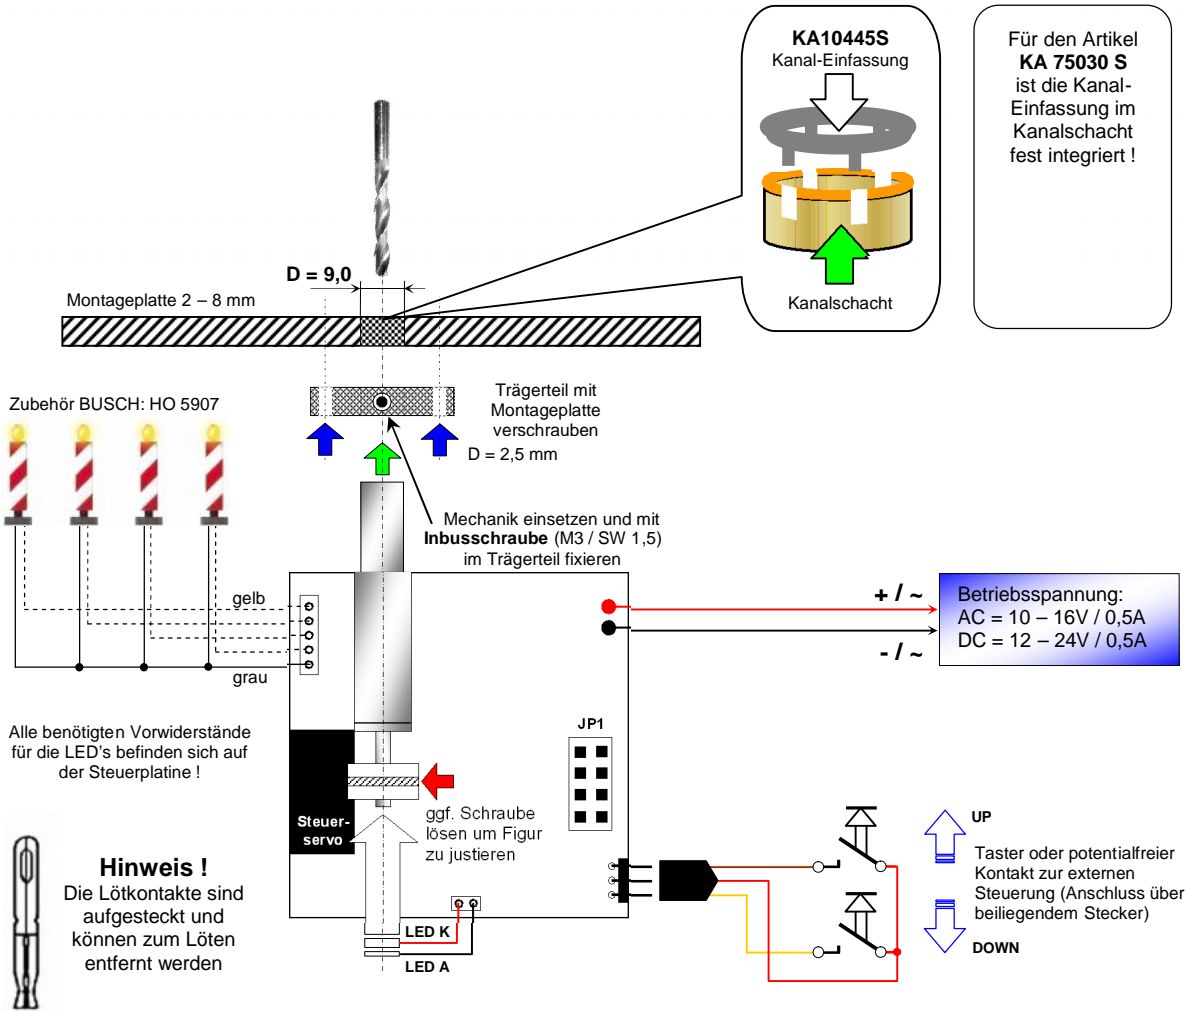 KA10445S
Kanal-Einfassung
Kanalschacht
Für den Artikel
KA 75030 S
ist die Kanal-
Einfassung im
Kanalschacht
fest integriert !
D = 9,0
Montageplatte 2 – 8 mm
Trägerteil mit
Montageplatte
verschrauben
D = 2,5 mm
Zubehör BUSCH: HO 5907
Mechanik einsetzen und mit
Inbusschraube (M3 / SW 1,5)
im Trägerteil fixieren
gelb
grau
+ / ~
- / ~
Betriebsspannung:
AC = 10 – 16V / 0,5A
DC = 12 – 24V / 0,5A
Alle benötigten Vorwiderstände
für die LED's befinden sich auf
der Steuerplatine !
JP1
Steuer-
servo
ggf. Schraube
lösen um Figur
zu justieren
Hinweis !
Die Lötkontakte sind
aufgesteckt und
können zum Löten
entfernt werden
LED K
LED A
UP
Taster oder potentialfreier
Kontakt zur externen
Steuerung (Anschluss über
beiliegendem Stecker)
DOWN